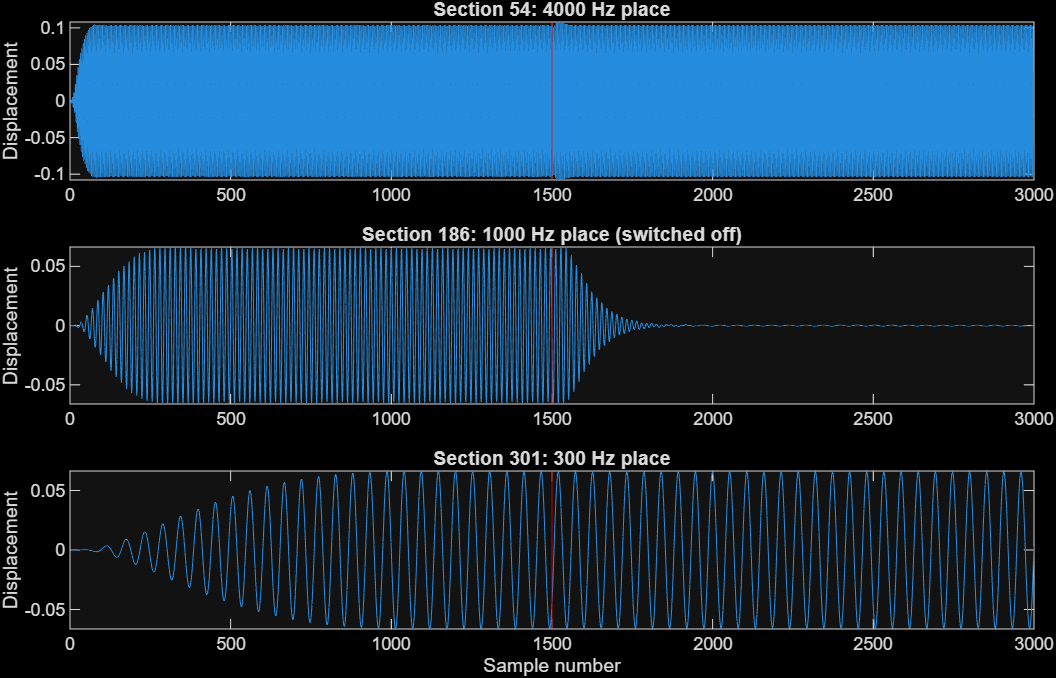 Section 54: 4000 Hz place
Displacement
0.1
0.05
0
-0.05
-0.1
0 500 1000 1500 2000 2500 3000
Section 186: 1000 Hz place (switched off)
Displacement
0.05
0
-0.05
0 500 1000 1500 2000 2500 3000
Section 301: 300 Hz place
Displacement
0.05
0
-0.05
0 500 1000 1500 2000 2500 3000
Sample number